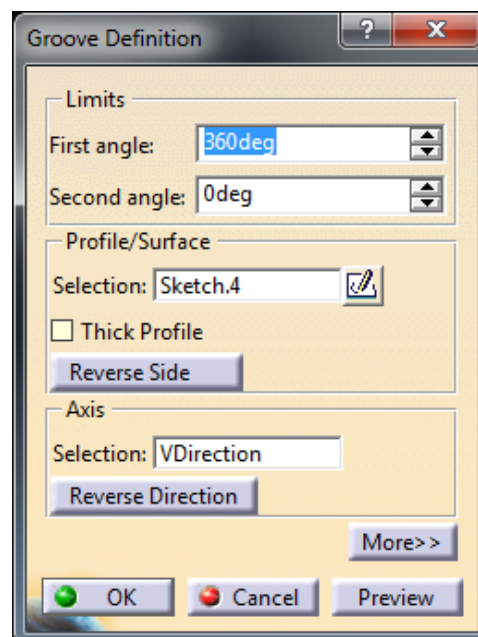 Groove Definition
?
X
Limits
First angle: 360deg
Second angle: 0deg
Profile/Surface
Selection: Sketch.4
Thick Profile
Reverse Side
Axis
Selection: VDirection
Reverse Direction
More>>
OK Cancel Preview